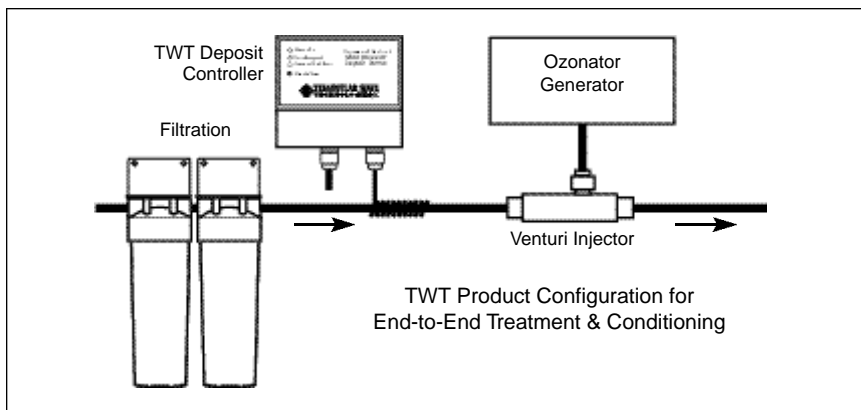 TWT Deposit
Controller
Ozonator
Generator
Filtration
Venturi Injector
TWT Product Configuration for
End-to-End Treatment & Conditioning